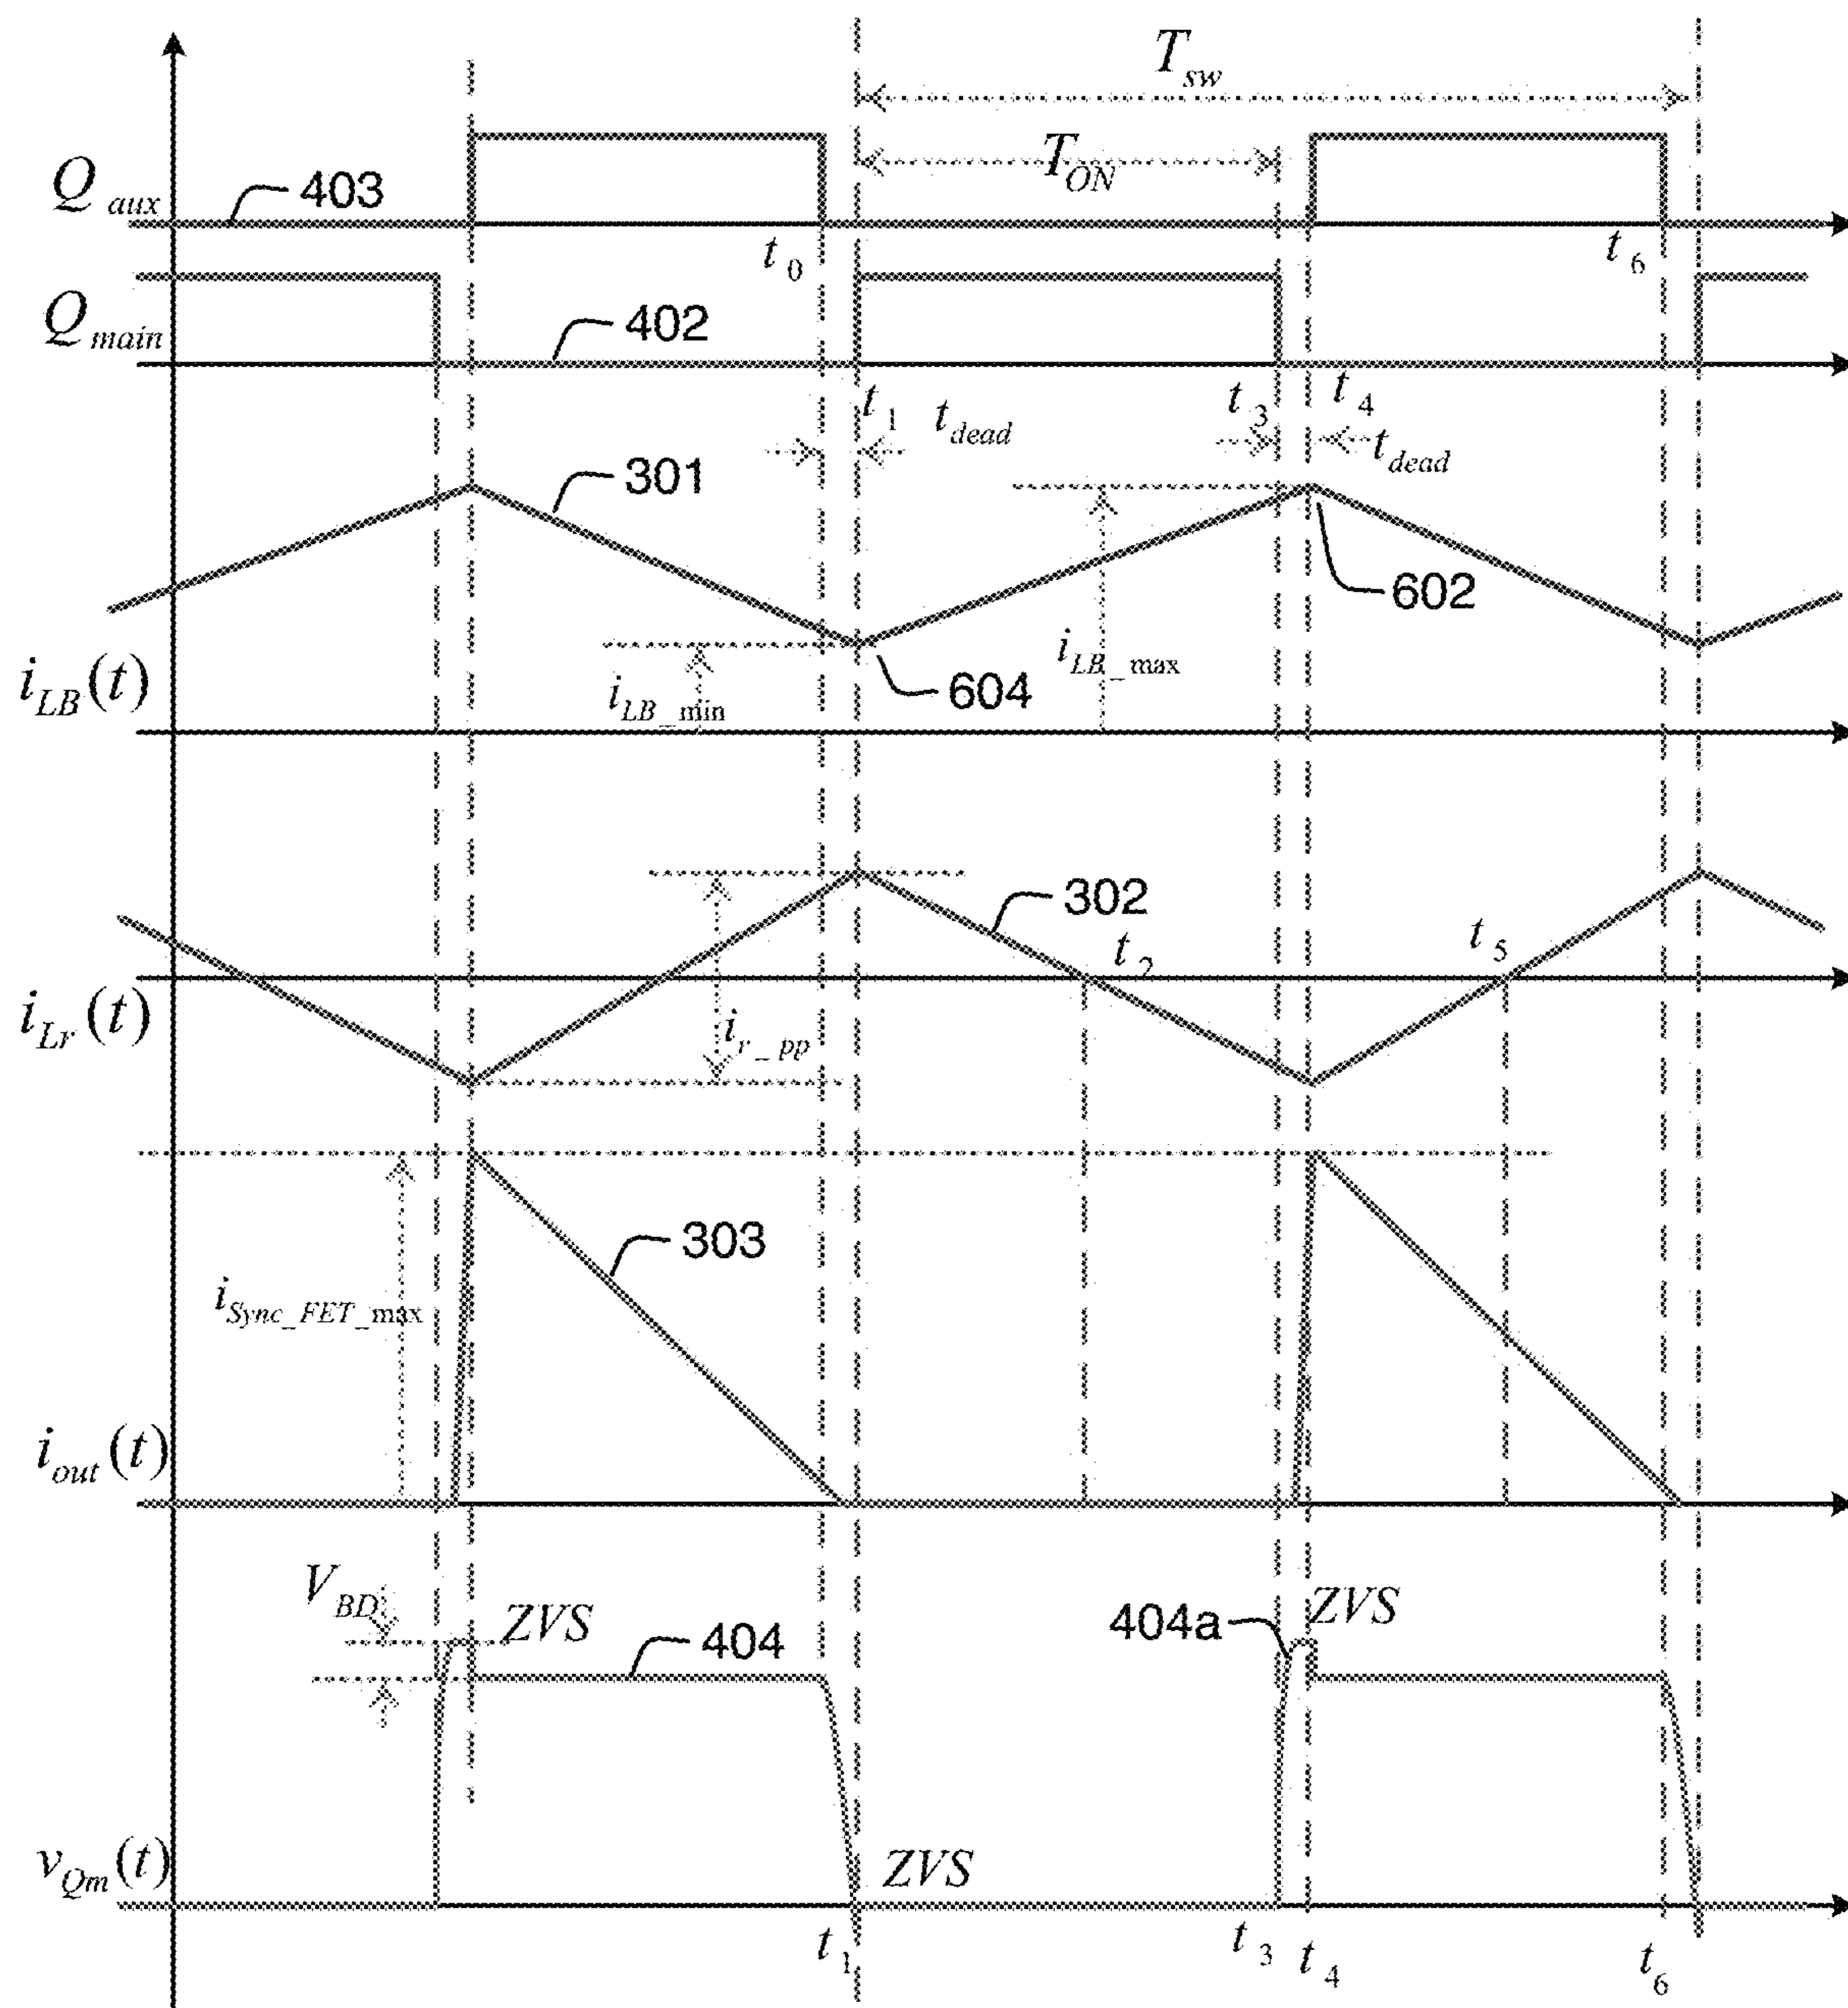 T_sw
T_ON
Q_aux
403
t_0
t_6
Q_main
402
t_1
t_dead
t_3
t_4
t_dead
301
602
i_LB_max
i_LB(t)
i_LB_min
604
302
t_2
t_5
i_Lr(t)
i_r_pp
303
i_Sync_FET_max
i_out(t)
V_BD
ZVS
404
404a
ZVS
v_Qm(t)
ZVS
t_1
t_3
t_4
t_6